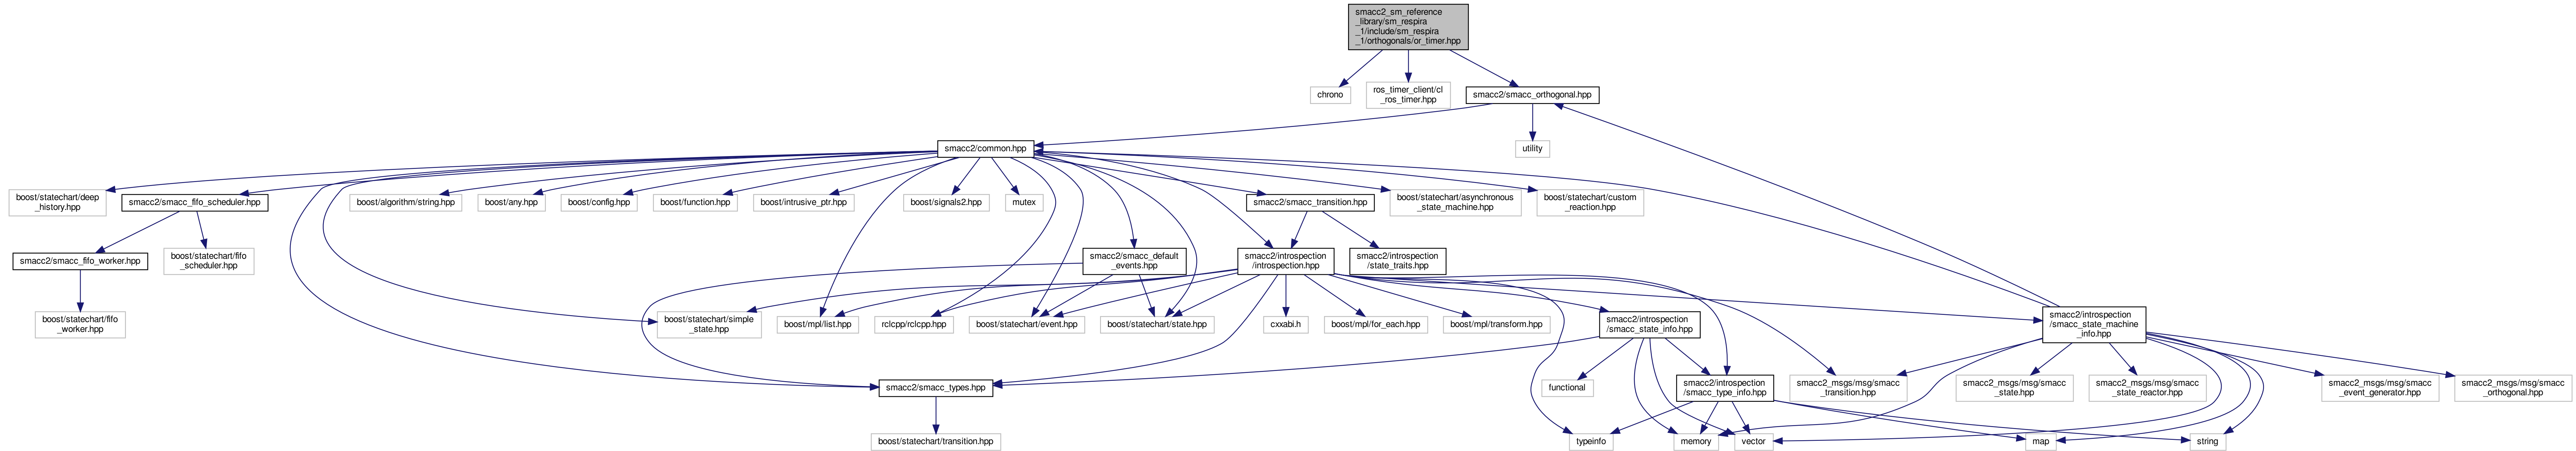 smacc2_sm_reference
_library/sm_respira
_1/include/sm_respira
_1/orthogonals/or_timer.hpp
chrono
ros_timer_client/cl
_ros_timer.hpp
smacc2/smacc_orthogonal.hpp
smacc2/common.hpp
utility
boost/statechart/deep
_history.hpp
smacc2/smacc_fifo_scheduler.hpp
boost/algorithm/string.hpp
boost/any.hpp
boost/config.hpp
boost/function.hpp
boost/intrusive_ptr.hpp
boost/signals2.hpp
mutex
smacc2/smacc_transition.hpp
boost/statechart/asynchronous
_state_machine.hpp
boost/statechart/custom
_reaction.hpp
smacc2/smacc_fifo_worker.hpp
boost/statechart/fifo
_scheduler.hpp
smacc2/smacc_default
_events.hpp
smacc2/introspection
/introspection.hpp
smacc2/introspection
/state_traits.hpp
boost/statechart/fifo
_worker.hpp
boost/statechart/simple
_state.hpp
boost/mpl/list.hpp
rclcpp/rclcpp.hpp
boost/statechart/event.hpp
boost/statechart/state.hpp
cxxabi.h
boost/mpl/for_each.hpp
boost/mpl/transform.hpp
smacc2/introspection
/smacc_state_info.hpp
smacc2/introspection
/smacc_state_machine
_info.hpp
smacc2/smacc_types.hpp
functional
smacc2/introspection
/smacc_type_info.hpp
smacc2_msgs/msg/smacc
_transition.hpp
smacc2_msgs/msg/smacc
_state.hpp
smacc2_msgs/msg/smacc
_state_reactor.hpp
smacc2_msgs/msg/smacc
_event_generator.hpp
smacc2_msgs/msg/smacc
_orthogonal.hpp
boost/statechart/transition.hpp
typeinfo
memory
vector
map
string